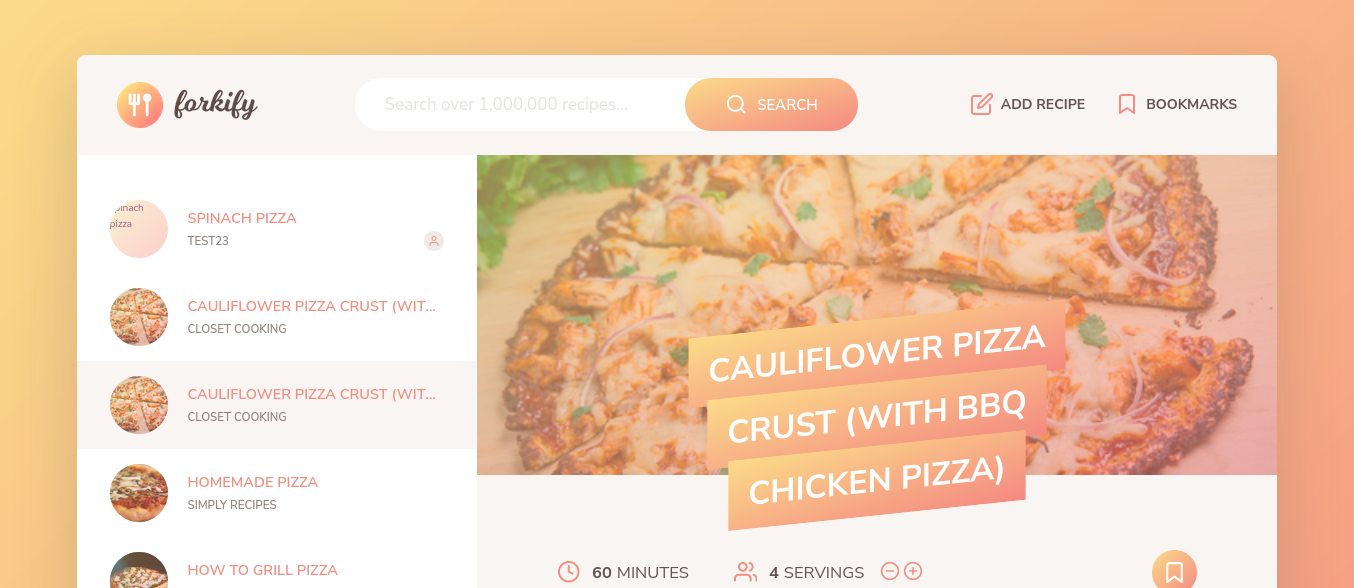 forkify
Search over 1,000,000 recipes...
SEARCH
ADD RECIPE
BOOKMARKS
pizza
SPINACH PIZZA
TEST23
CAULIFLOWER PIZZA CRUST (WIT...
CLOSET COOKING
CAULIFLOWER PIZZA CRUST (WIT...
CLOSET COOKING
HOMEMADE PIZZA
SIMPLY RECIPES
HOW TO GRILL PIZZA
CAULIFLOWER PIZZA
CRUST (WITH BBQ
CHICKEN PIZZA)
60 MINUTES
4 SERVINGS